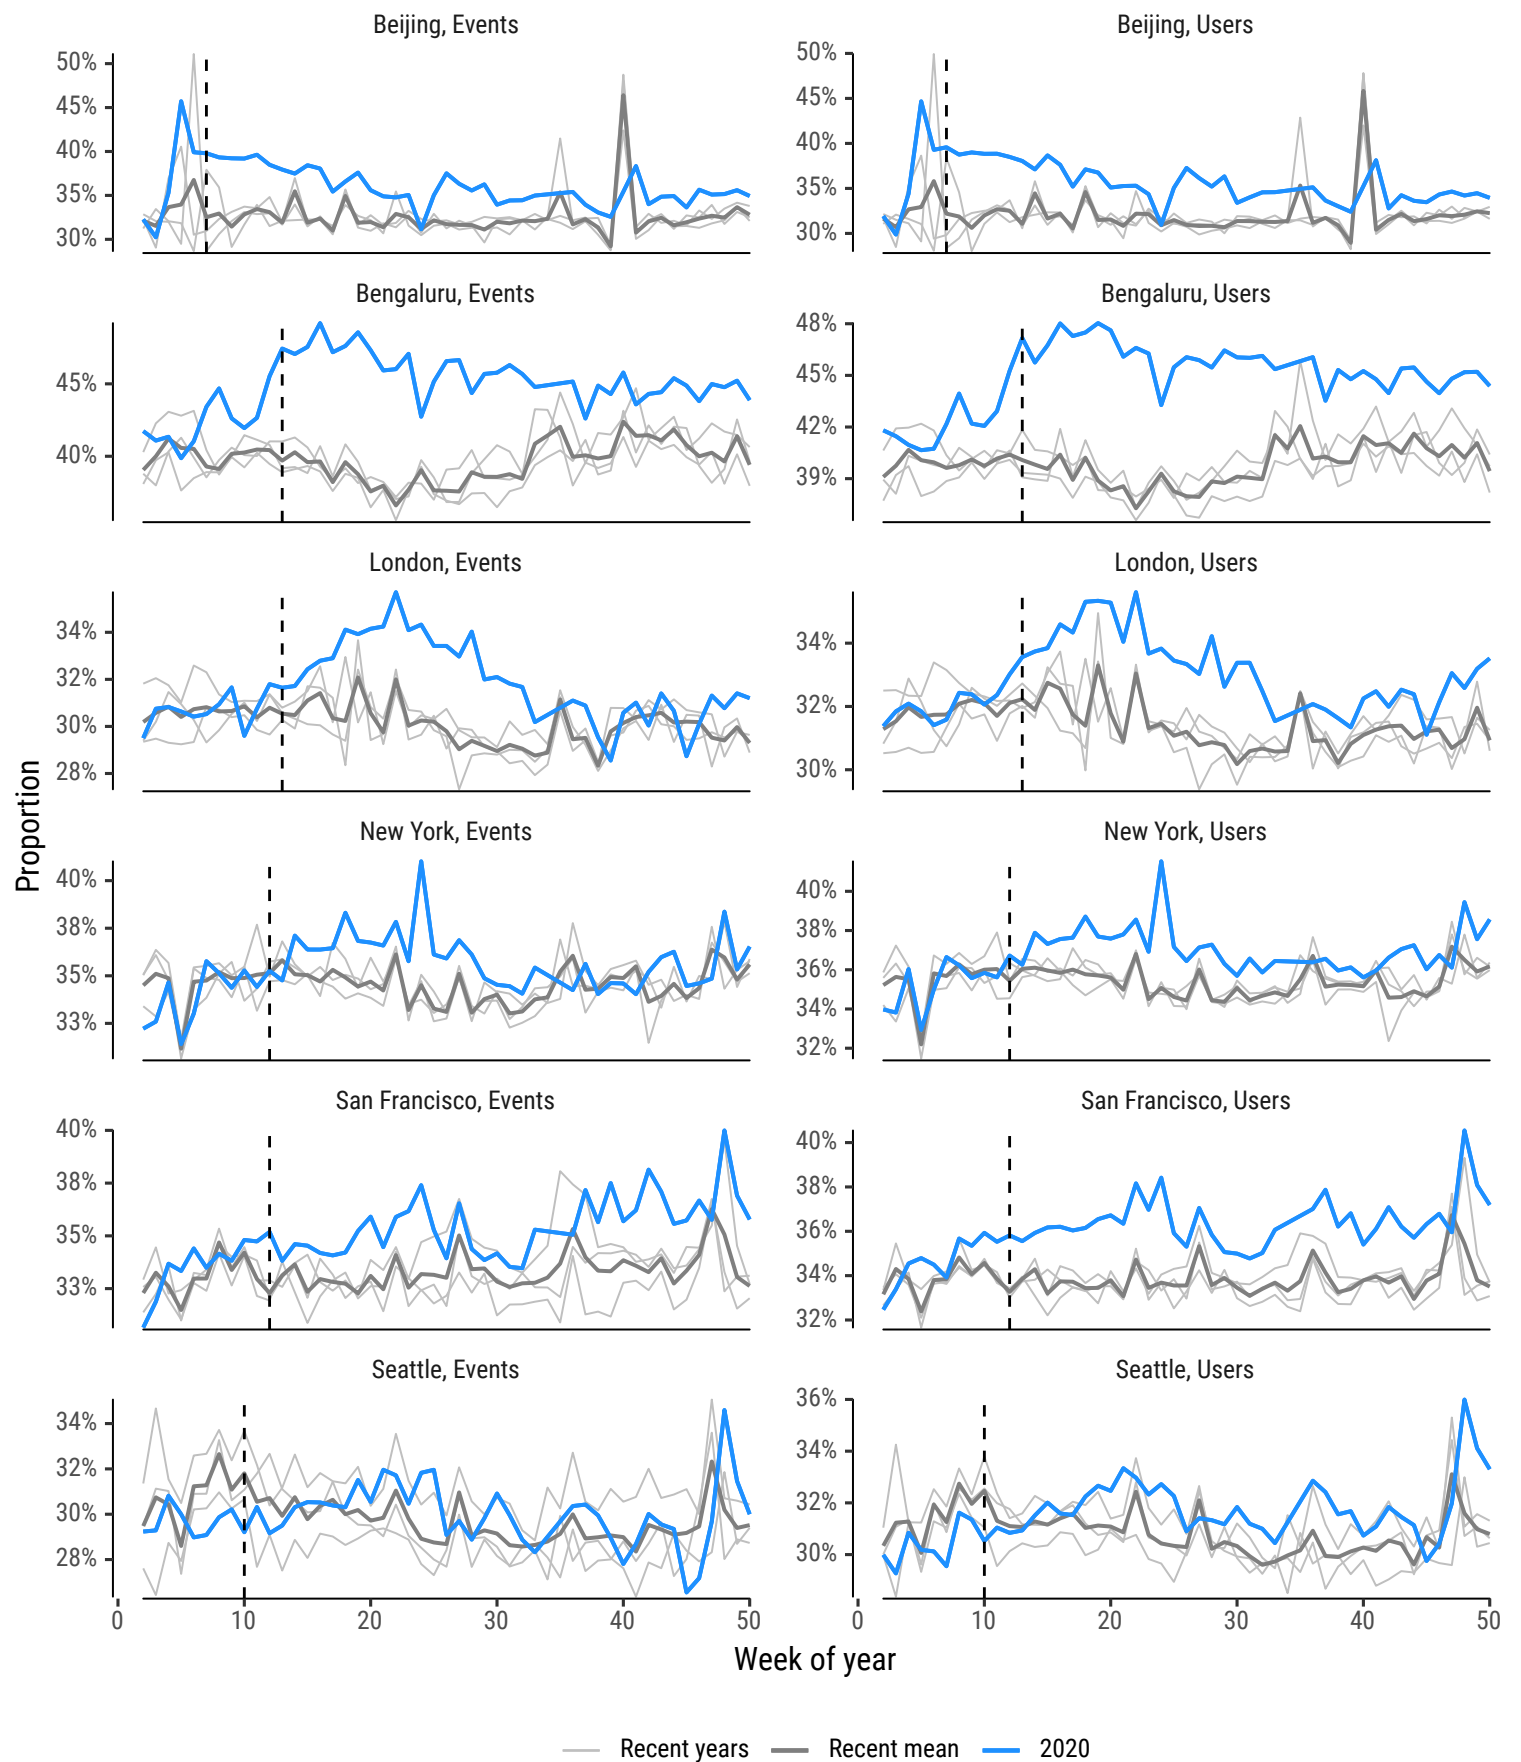 Beijing, Events
Beijing, Users
50%
45%
40%
35%
30%
50%
45%
40%
35%
30%
Bengaluru, Events
Bengaluru, Users
45%
40%
48%
45%
42%
39%
London, Events
London, Users
34%
32%
30%
28%
34%
32%
30%
Proportion
New York, Events
New York, Users
40%
38%
35%
33%
40%
38%
36%
34%
32%
San Francisco, Events
San Francisco, Users
40%
38%
35%
33%
40%
38%
36%
34%
32%
Seattle, Events
Seattle, Users
34%
32%
30%
28%
36%
34%
32%
30%
0 10 20 30 40 50
0 10 20 30 40 50
Week of year
Recent years Recent mean 2020